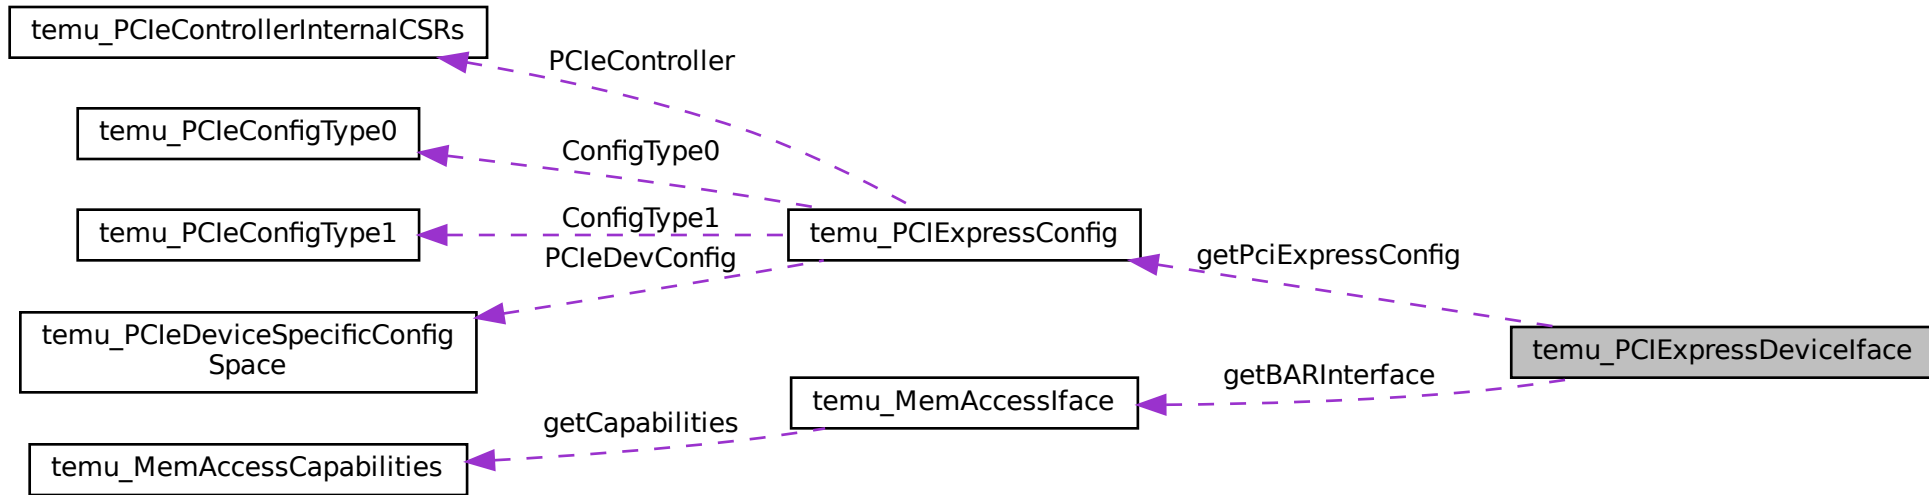 temu_PCIeControllerInternalCSRs
PCIeController
temu_PCIeConfigType0
ConfigType0
temu_PCIeConfigType1
ConfigType1
temu_PCIExpressConfig
PCIeDevConfig
getPciExpressConfig
temu_PCIeDeviceSpecificConfig
Space
temu_PCIExpressDeviceIface
getBARInterface
temu_MemAccessIface
getCapabilities
temu_MemAccessCapabilities